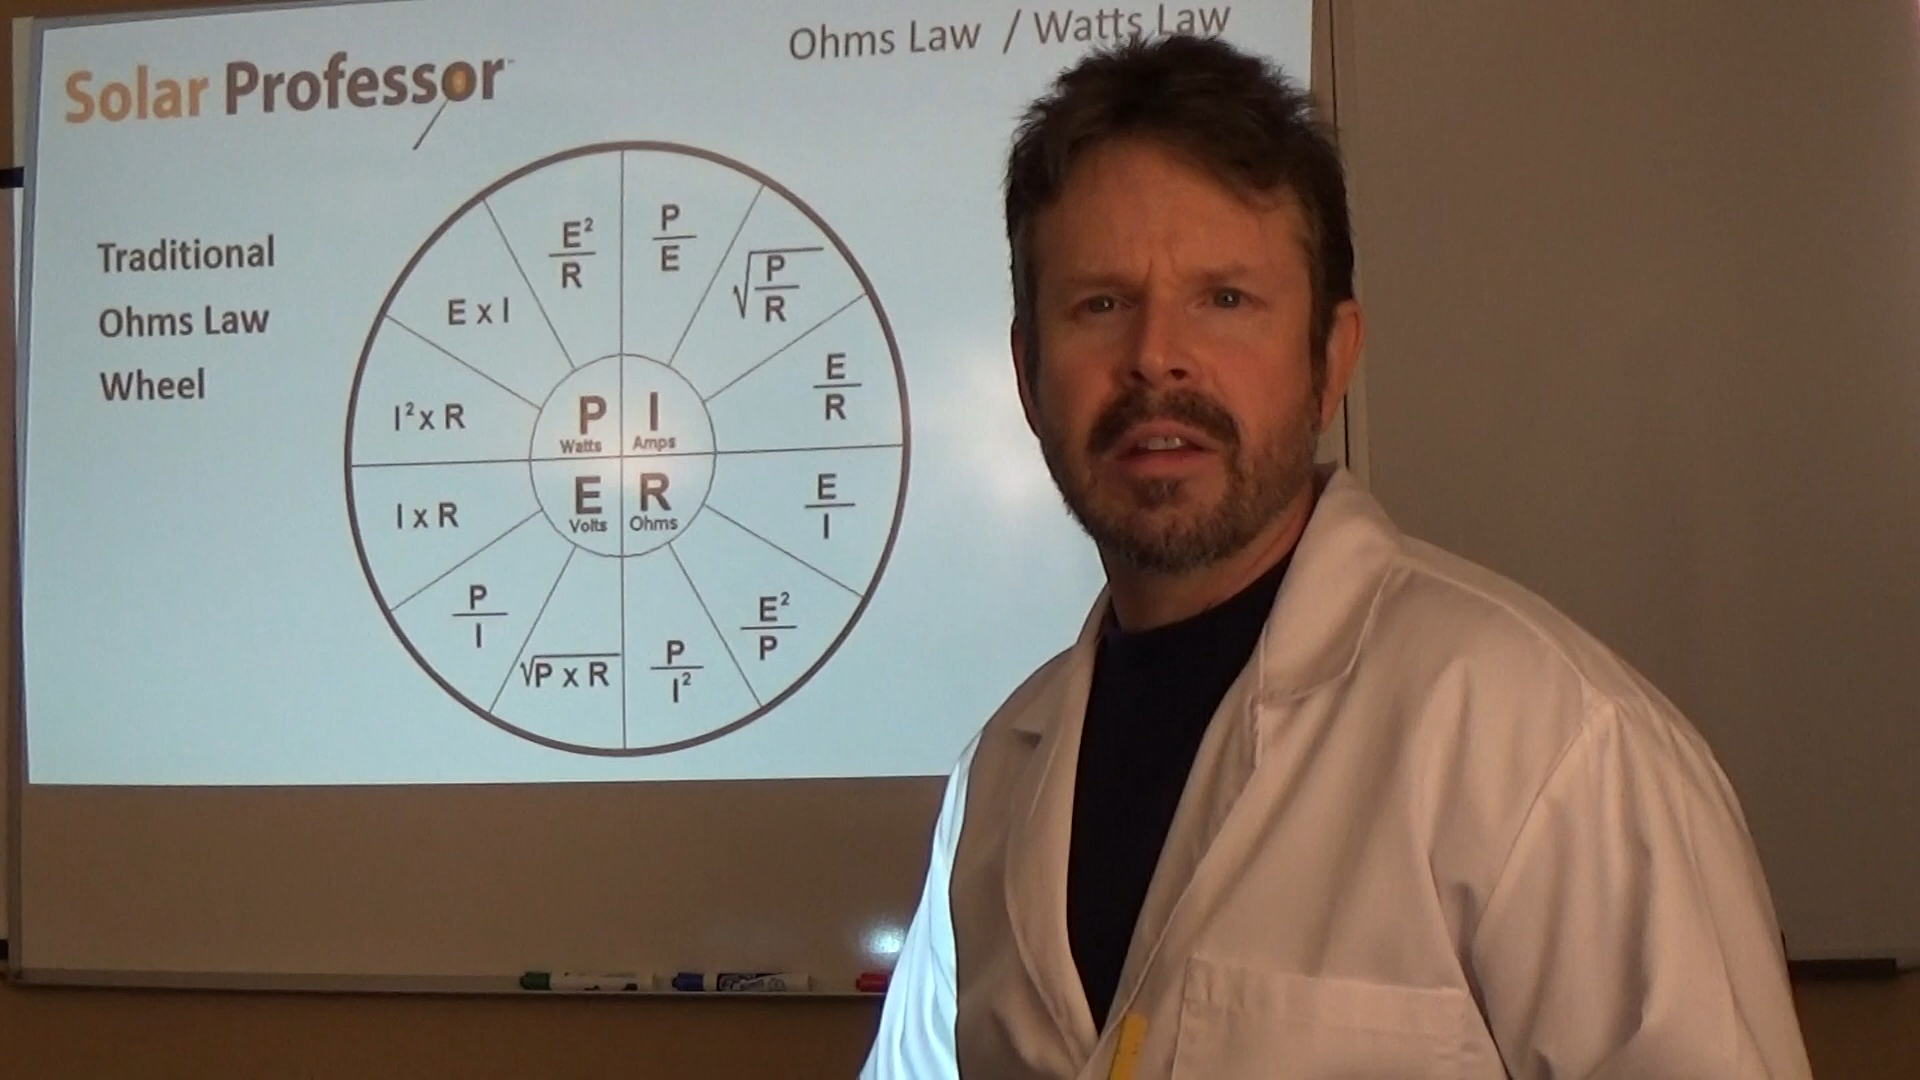 Ohms Law / Watts Law
Solar Professor
Traditional
Ohms Law
Wheel
E²
R
P
E
√P
R
E x I
E
R
I² x R
P
Watts
I
Amps
E
Volts
R
Ohms
E
I
I x R
P
I
E²
P
√P x R
P
I²